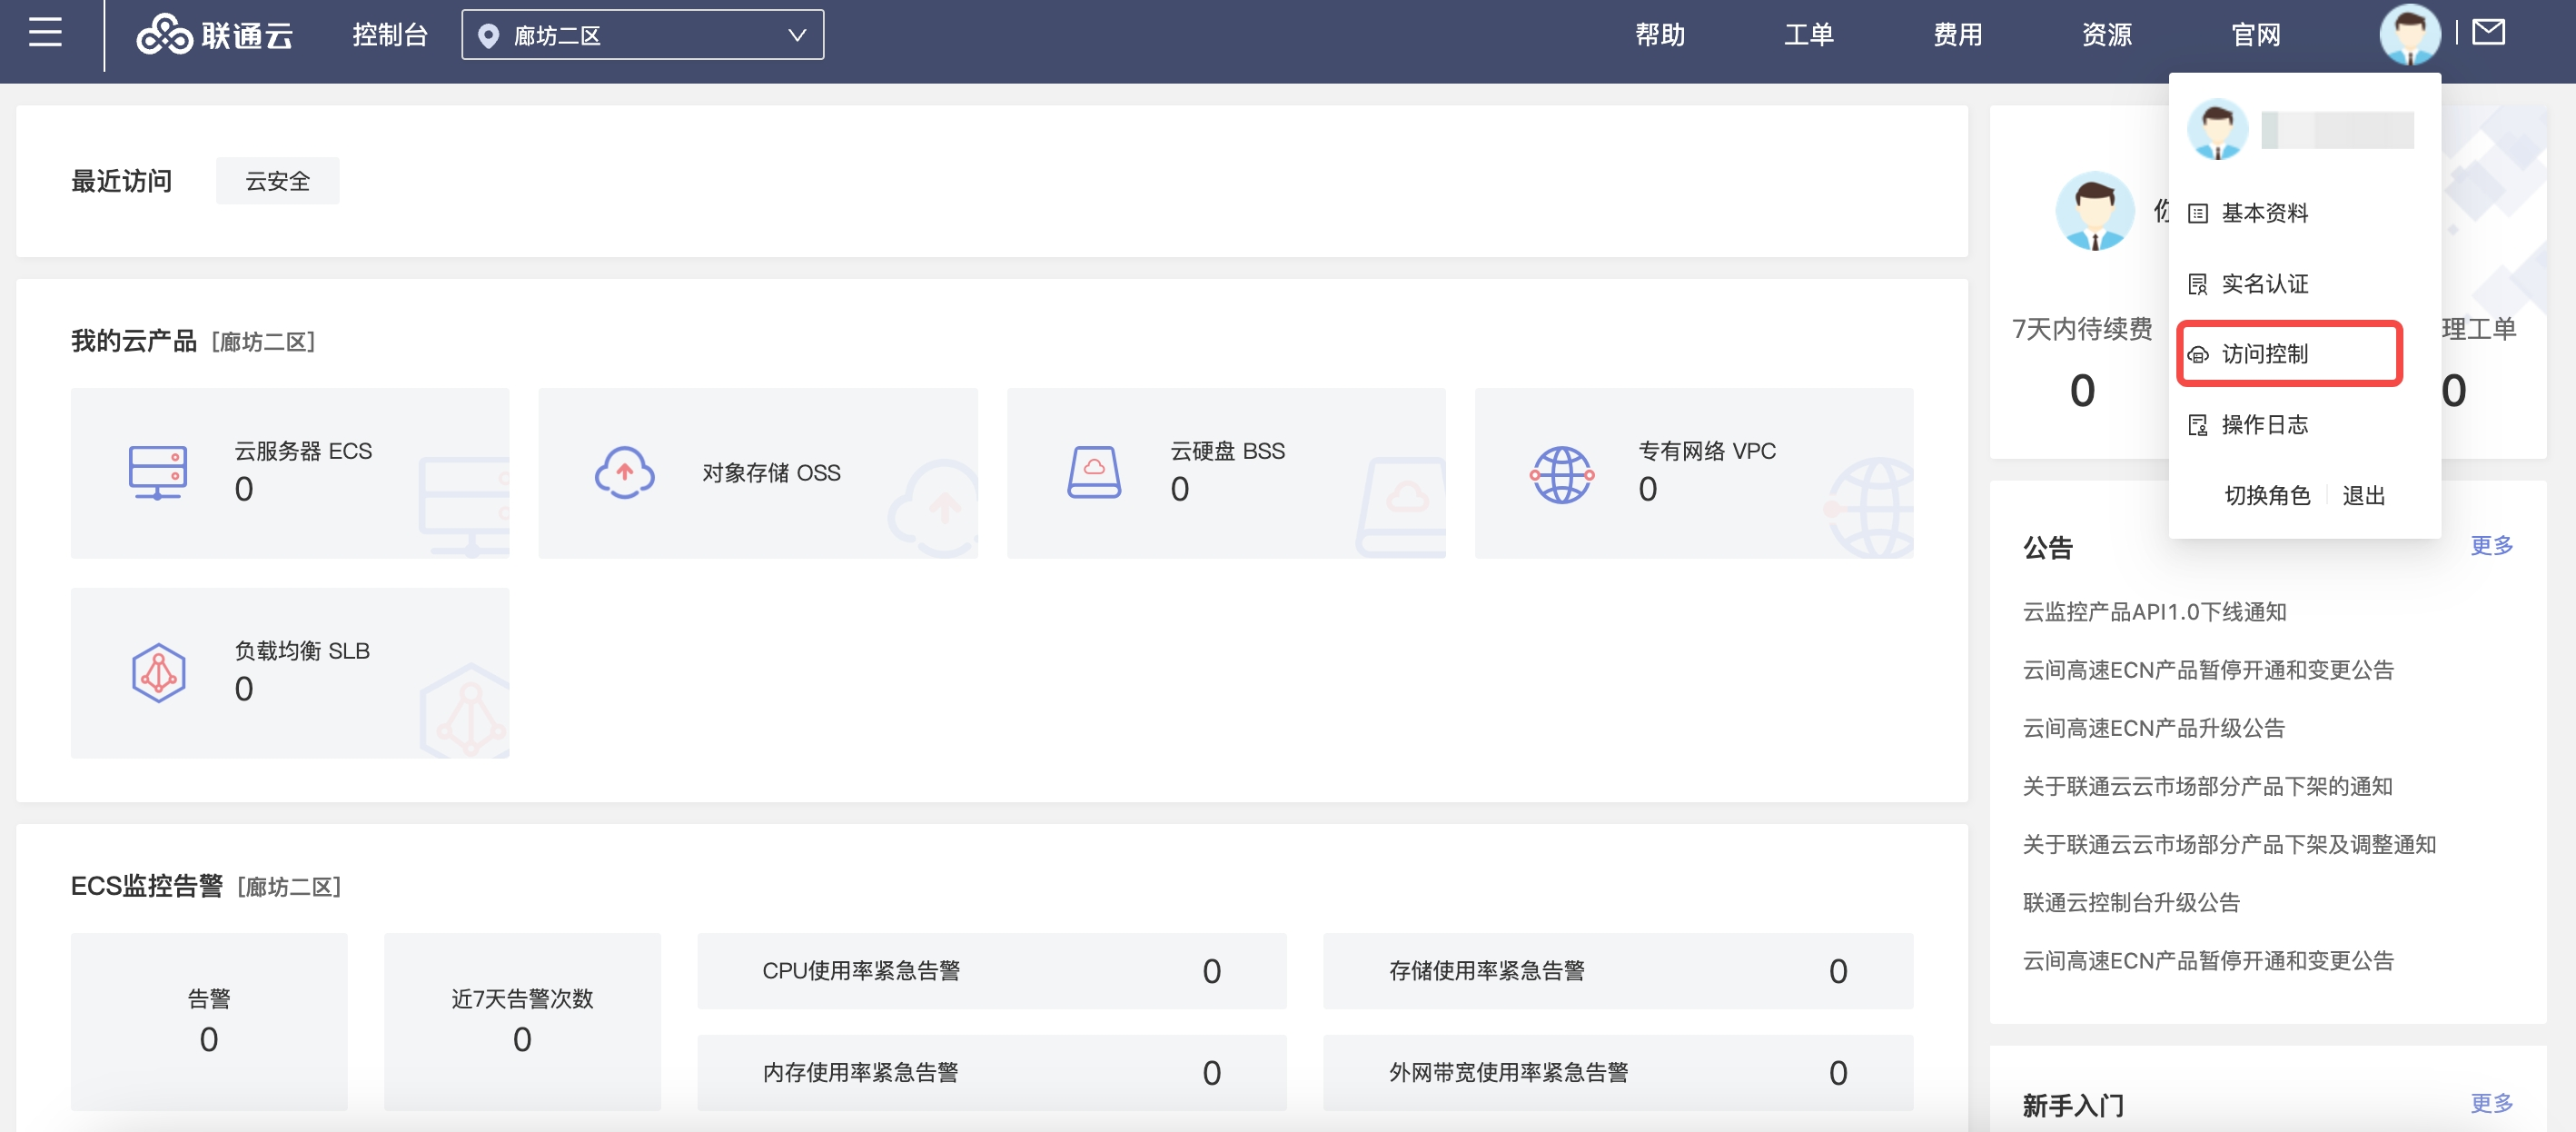 联通云
控制台
廊坊二区
帮助
工单
费用
资源
官网
最近访问
云安全
我的云产品 [廊坊二区]
云服务器 ECS
0
对象存储 OSS
云硬盘 BSS
0
专有网络 VPC
0
负载均衡 SLB
0
ECS监控告警 [廊坊二区]
告警
0
近7天告警次数
0
CPU使用率紧急告警 0
存储使用率紧急告警 0
内存使用率紧急告警 0
外网带宽使用率紧急告警 0
你
7天内待续费
0
理工单
0
基本资料
实名认证
访问控制
操作日志
切换角色
退出
公告
更多
云监控产品API1.0下线通知
云间高速ECN产品暂停开通和变更公告
云间高速ECN产品升级公告
关于联通云云市场部分产品下架的通知
关于联通云云市场部分产品下架及调整通知
联通云控制台升级公告
云间高速ECN产品暂停开通和变更公告
新手入门
更多